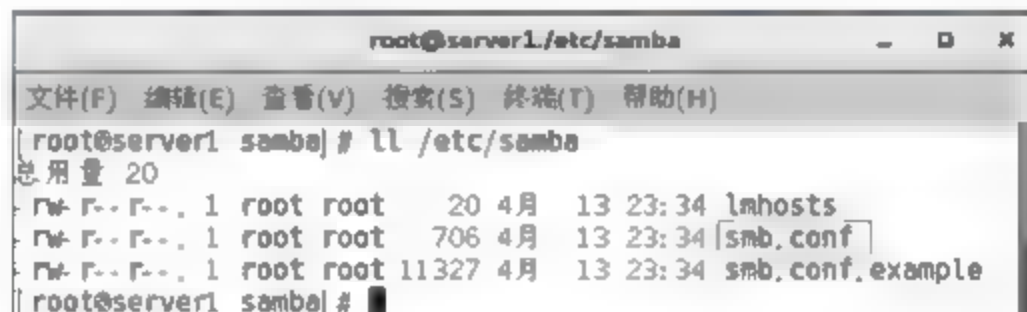 root@server1:/etc/samba
文件(F) 编辑(E) 查看(V) 搜索(S) 终端(T) 帮助(H)
[root@server1 samba]# ll /etc/samba
总用量 20
-rw-r--r--. 1 root root 20 4月 13 23:34 lmhosts
-rw-r--r--. 1 root root 706 4月 13 23:34 smb.conf
-rw-r--r--. 1 root root 11327 4月 13 23:34 smb.conf.example
[root@server1 samba]#